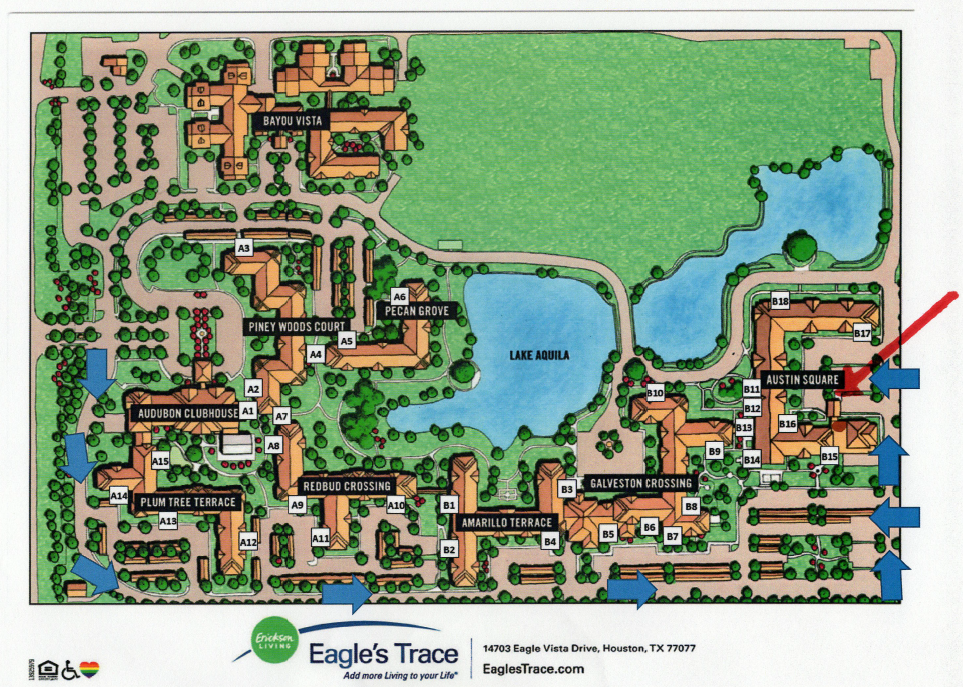 BAYOU VISTA
A3
A6
PECAN GROVE
PINEY WOODS COURT
A5
A4
LAKE AQUILA
B18
B17
AUSTIN SQUARE
B11
B10
B12
B16
B13
B9
B14
B15
A2
AUDUBON CLUBHOUSE
A1
A7
A8
A15
A14
PLUM TREE TERRACE
A13
A12
REDBUD CROSSING
A9
A10
A11
B1
B2
AMARILLO TERRACE
B3
B4
GALVESTON CROSSING
B5
B6
B7
B8
Erickson
LIVING
Eagle's Trace
Add more Living to your Life®
14703 Eagle Vista Drive, Houston, TX 77077
EaglesTrace.com